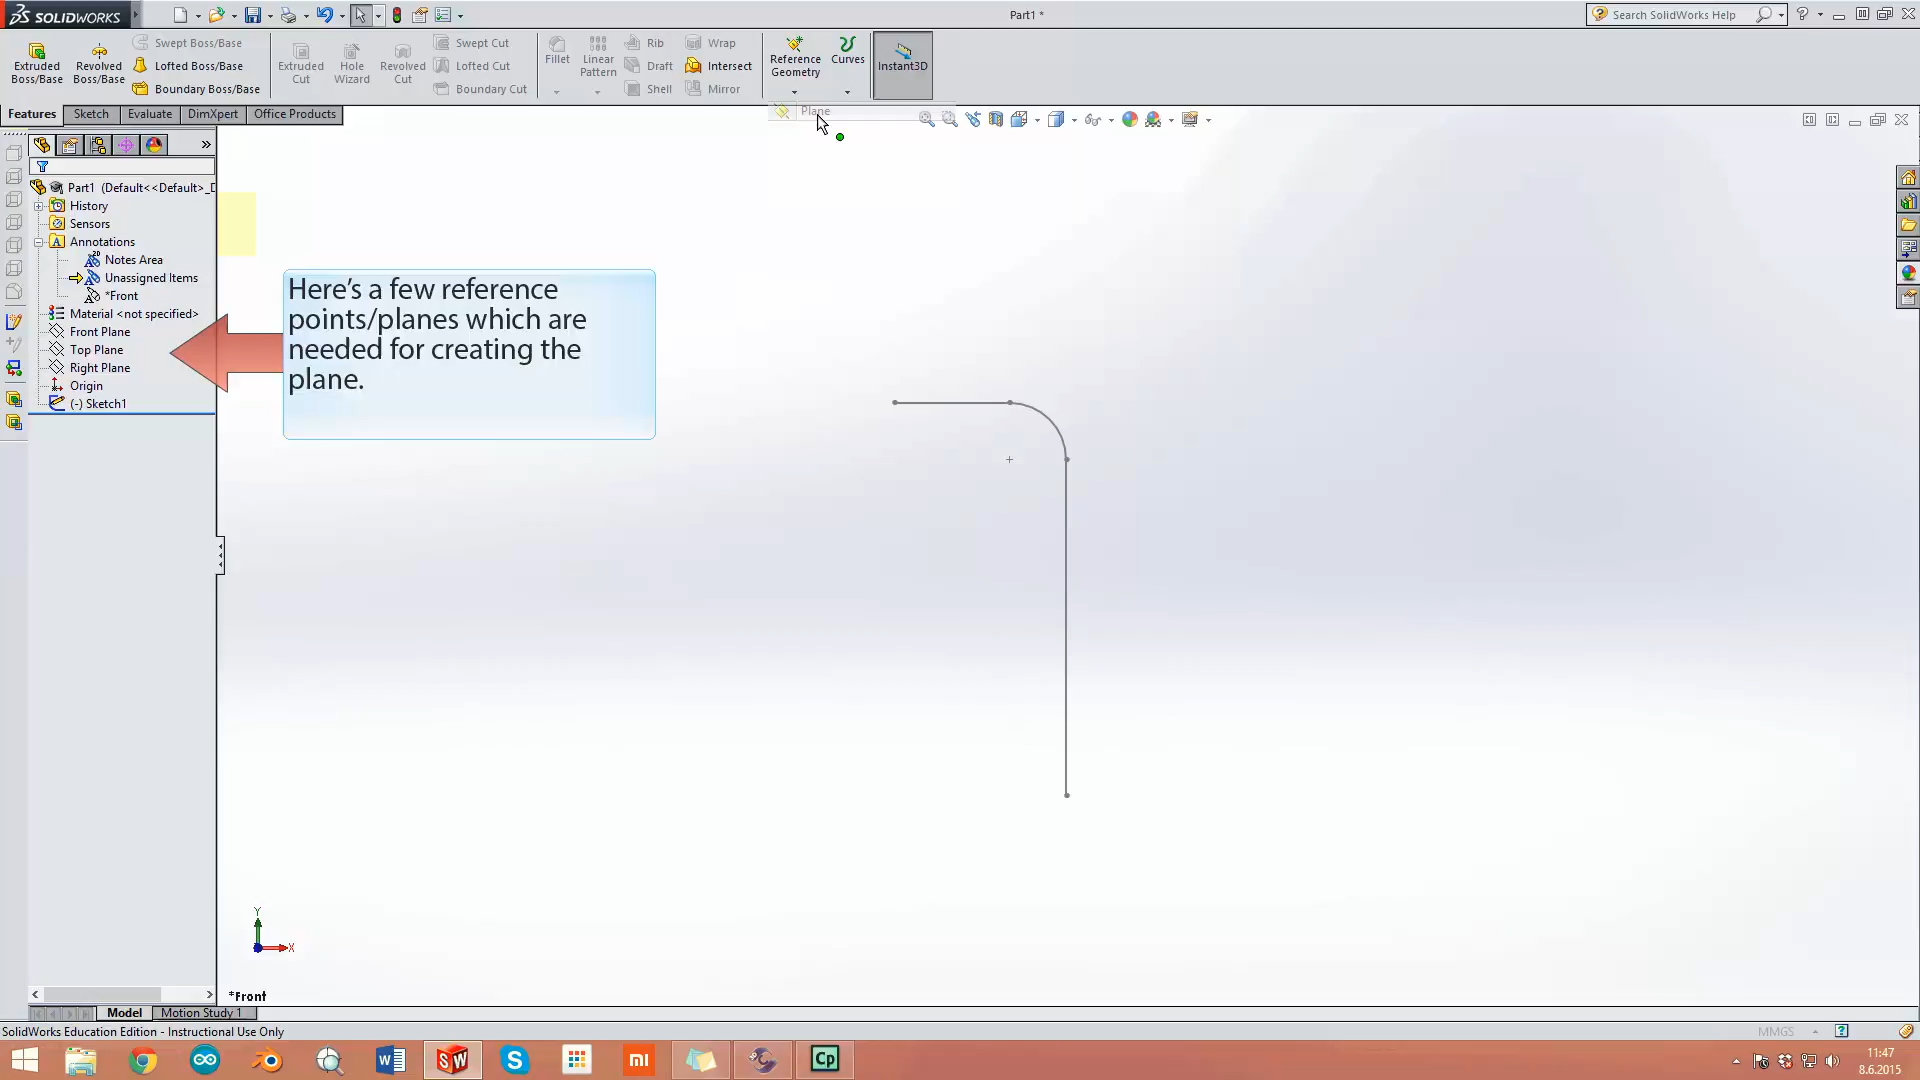 SOLIDWORKS
Part1 *
Search SolidWorks Help
Extruded
Boss/Base
Revolved
Boss/Base
Swept Boss/Base
Lofted Boss/Base
Boundary Boss/Base
Extruded
Cut
Hole
Wizard
Revolved
Cut
Swept Cut
Lofted Cut
Boundary Cut
Fillet
Linear
Pattern
Rib
Draft
Shell
Wrap
Intersect
Mirror
Reference
Geometry
Curves
Instant3D
Features
Sketch
Evaluate
DimXpert
Office Products
Plane
Part1 (Default<<Default>_D
History
Sensors
Annotations
Notes Area
Unassigned Items
*Front
Material <not specified>
Front Plane
Top Plane
Right Plane
Origin
(-) Sketch1
Here's a few reference
points/planes which are
needed for creating the
plane.
Y
X
*Front
Model
Motion Study 1
SolidWorks Education Edition - Instructional Use Only
MMGS
SW
S
mi
Cp
11:47
8.6.2015